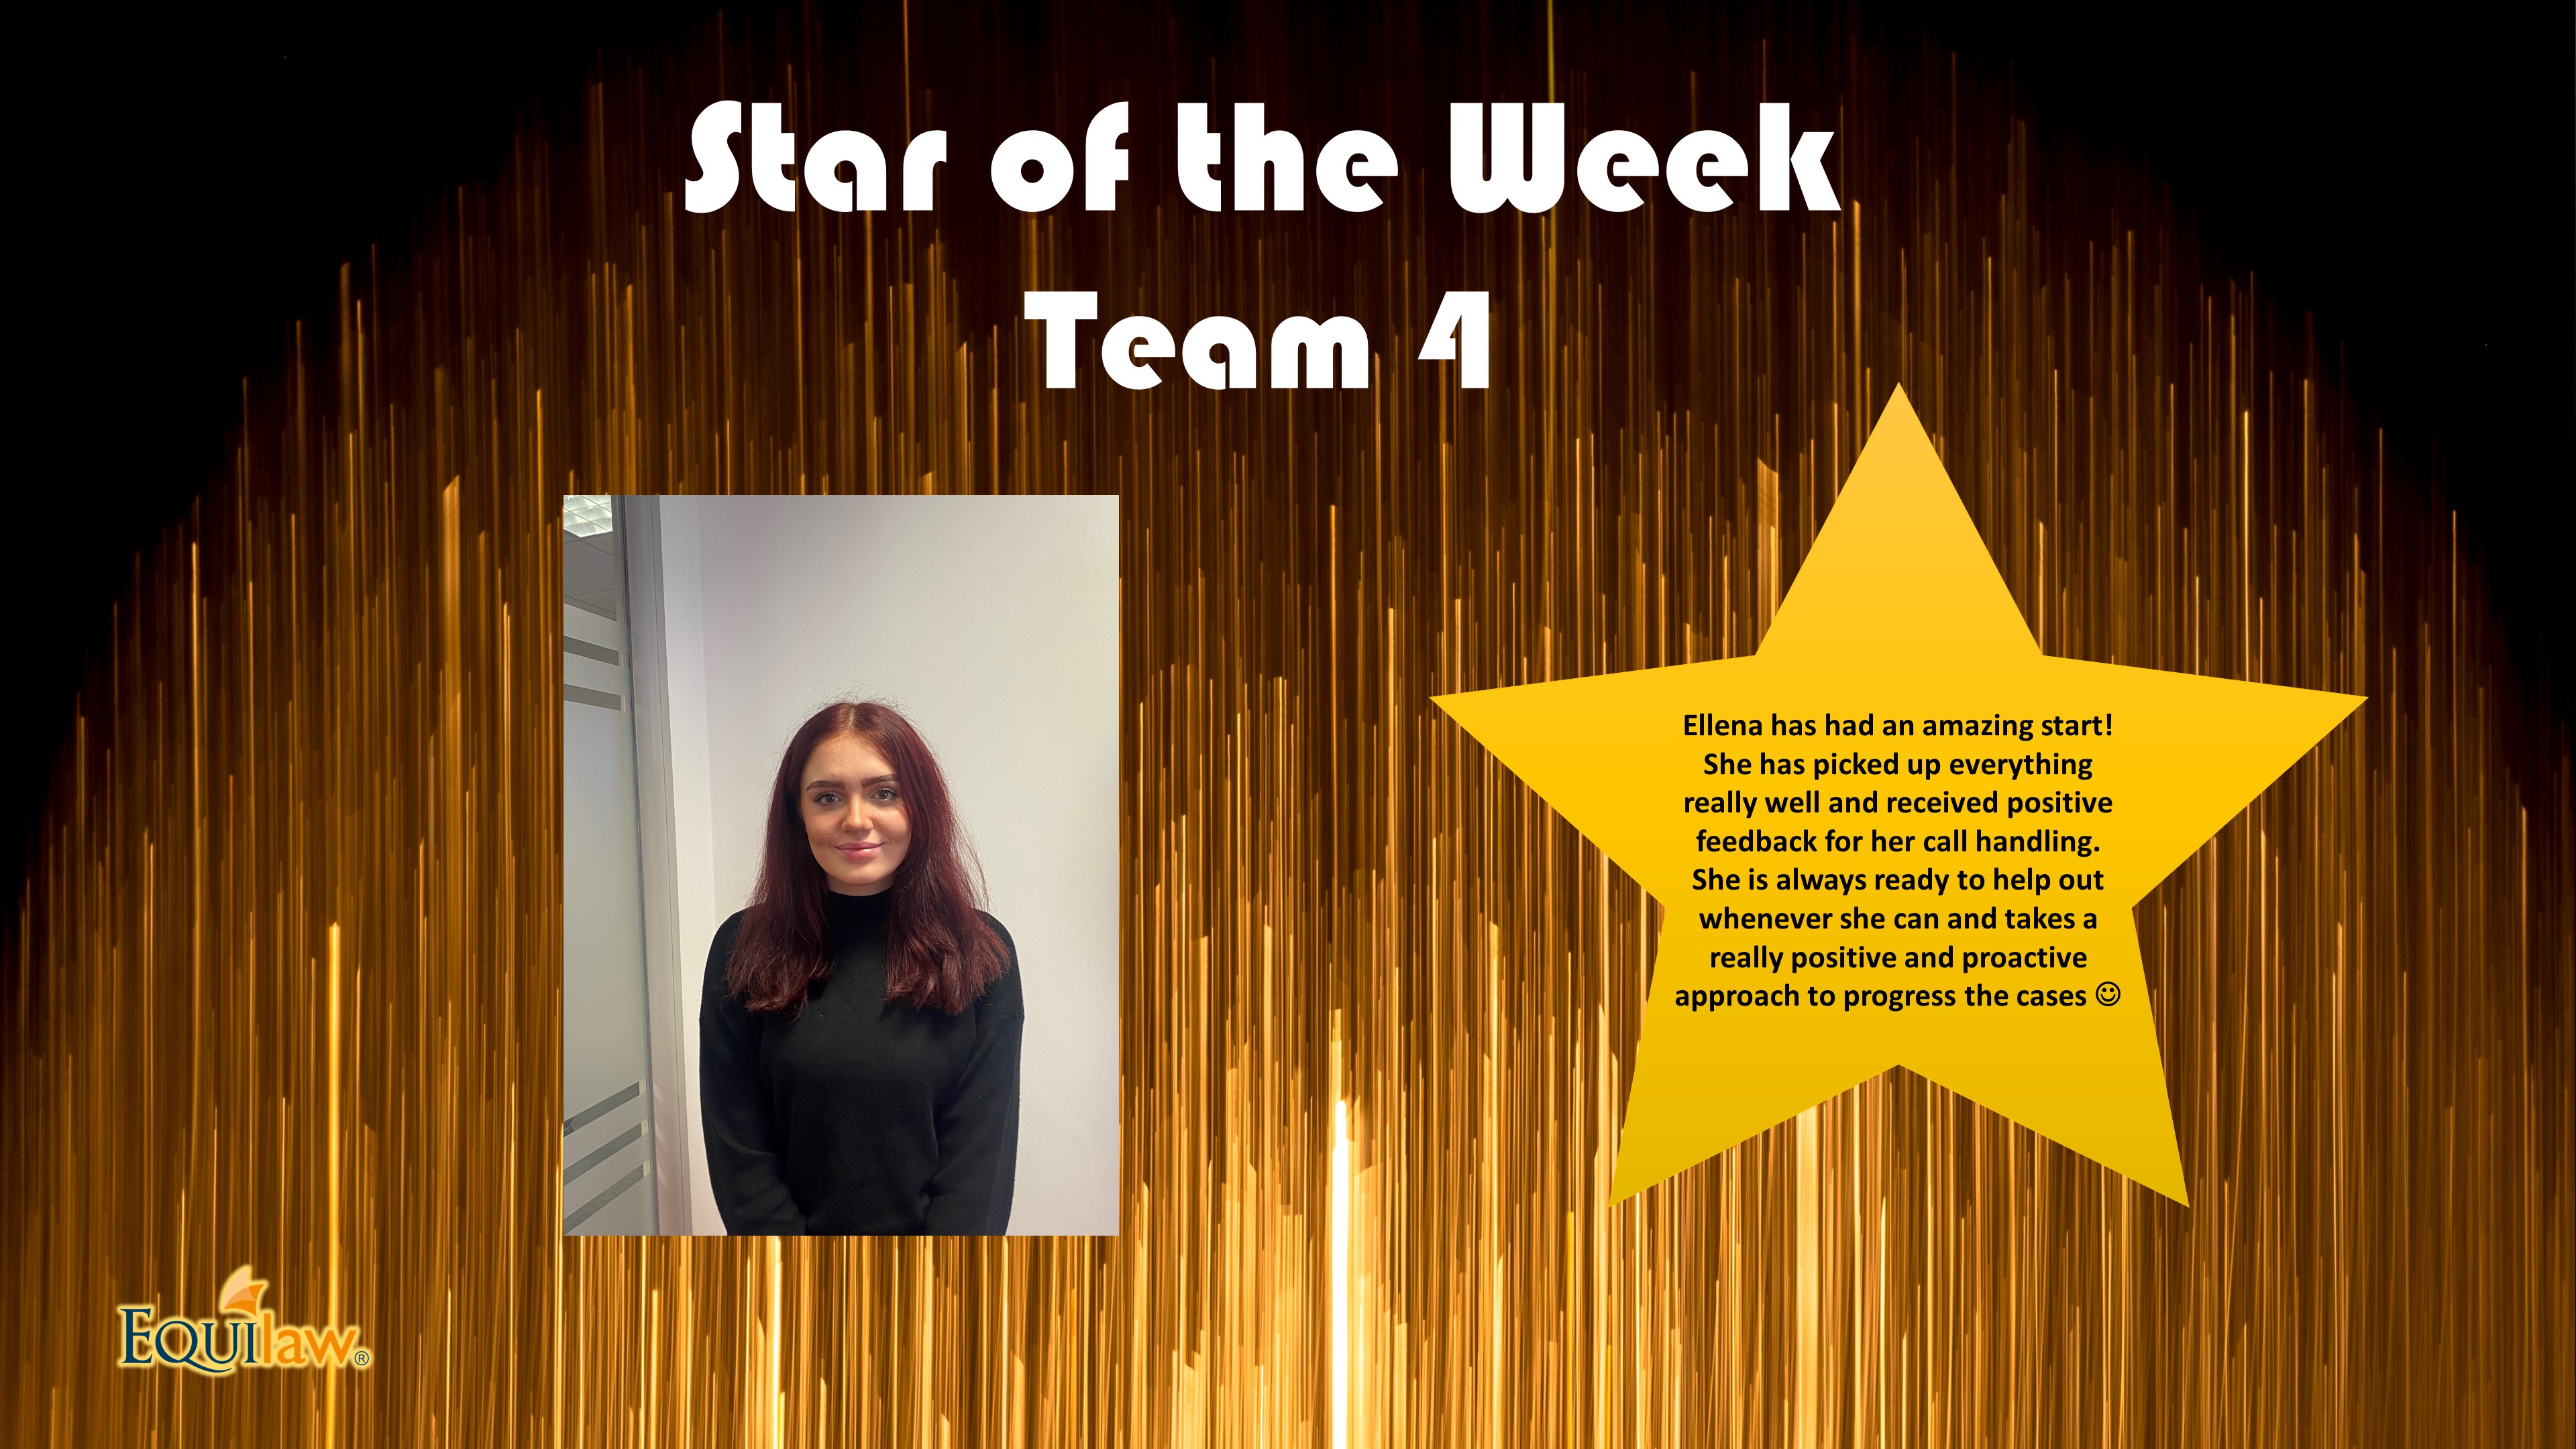 Star of the Week
Team 4
Ellena has had an amazing start!
She has picked up everything
really well and received positive
feedback for her call handling.
She is always ready to help out
whenever she can and takes a
really positive and proactive
approach to progress the cases ☺
EQUIlaw®